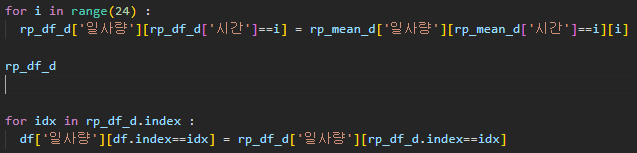 for i in range(24) :
  rp_df_d['일사량'][rp_df_d['시간']==i] = rp_mean_d['일사량'][rp_mean_d['시간']==i][i]
rp_df_d
for idx in rp_df_d.index :
  df['일사량'][df.index==idx] = rp_df_d['일사량'][rp_df_d.index==idx]